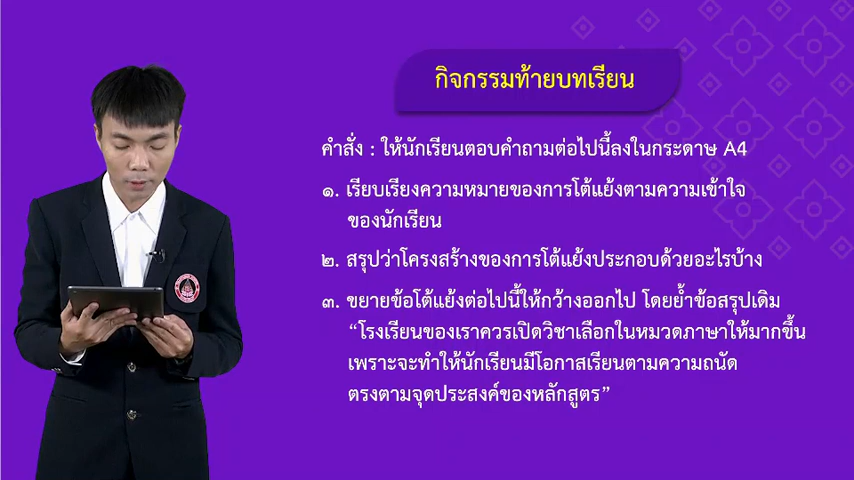 กิจกรรมท้ายบทเรียน
คำสั่ง : ให้นักเรียนตอบคำถามต่อไปนี้ลงในกระดาษ A4
๑. เรียบเรียงความหมายของการโต้แย้งตามความเข้าใจ
ของนักเรียน
๒. สรุปว่าโครงสร้างของการโต้แย้งประกอบด้วยอะไรบ้าง
๓. ขยายข้อโต้แย้งต่อไปนี้ให้กว้างออกไป โดยย้ำข้อสรุปเดิม
“โรงเรียนของเราควรเปิดวิชาเลือกในหมวดภาษาให้มากขึ้น
เพราะจะทำให้นักเรียนมีโอกาสเรียนตามความถนัด
ตรงตามจุดประสงค์ของหลักสูตร”